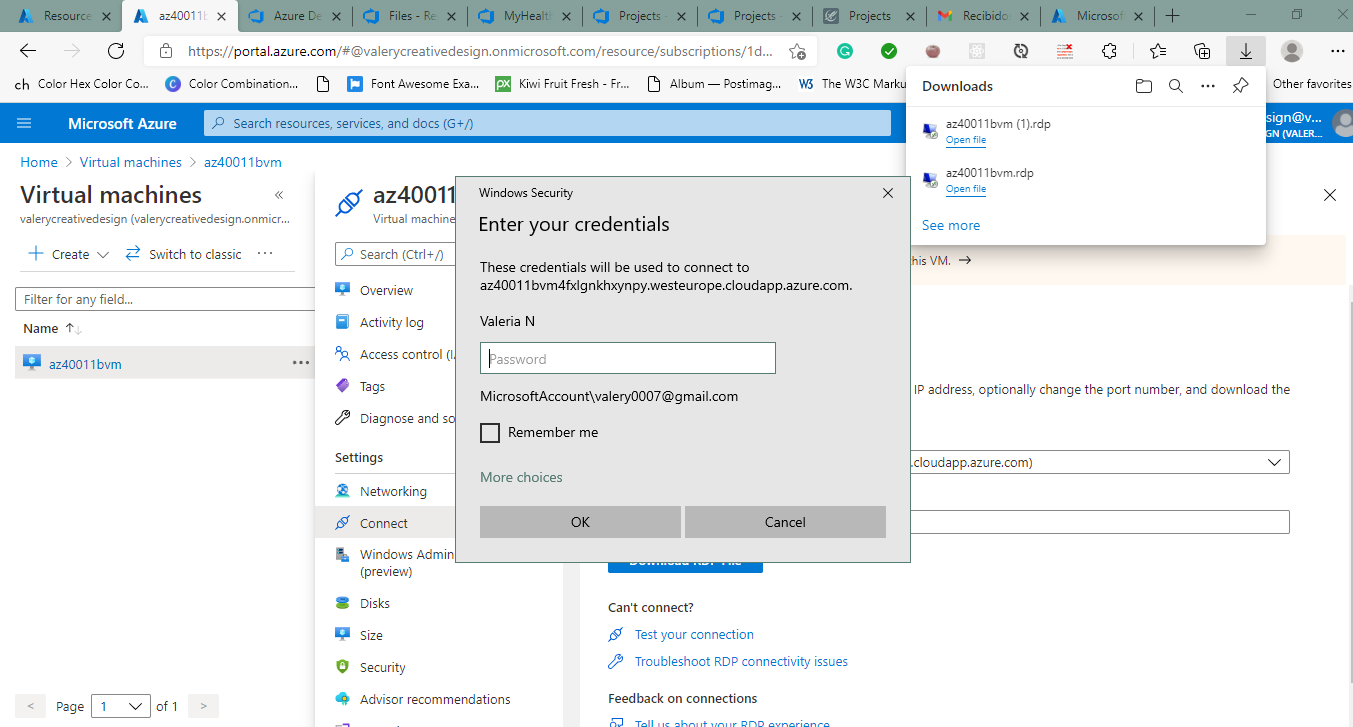 Resource
az40011b
Azure De
Files - Re
MyHealt
Projects -
Projects -
Projects
Recibido
Microsof
https://portal.azure.com/#@valerycreativedesign.onmicrosoft.com/resource/subscriptions/1d...
ch Color Hex Color Co...
Color Combination...
Font Awesome Exa...
px Kiwi Fruit Fresh - Fr...
Album — Postimag...
W3 The W3C Marku
Other favorites
Downloads
az40011bvm (1).rdp
Open file
az40011bvm.rdp
Open file
See more
Microsoft Azure
Search resources, services, and docs (G+/)
sign@v...
GN (VALER...
Home > Virtual machines > az40011bvm
Virtual machines
valerycreativedesign (valerycreativedesign.onmicr...
Create
Switch to classic
Filter for any field...
Name
az40011bvm
Page 1 of 1
az40011
Virtual machine
Search (Ctrl+/)
Overview
Activity log
Access control (I
Tags
Diagnose and so
Settings
Networking
Connect
Windows Admin
(preview)
Disks
Size
Security
Advisor recommendations
Windows Security
Enter your credentials
These credentials will be used to connect to
az40011bvm4fxlgnkhxynpy.westeurope.cloudapp.azure.com.
Valeria N
Password
MicrosoftAccount\valery0007@gmail.com
Remember me
More choices
OK
Cancel
his VM. →
IP address, optionally change the port number, and download the
.cloudapp.azure.com)
Download RDP File
Can't connect?
Test your connection
Troubleshoot RDP connectivity issues
Feedback on connections
Tell us about your RDP experience